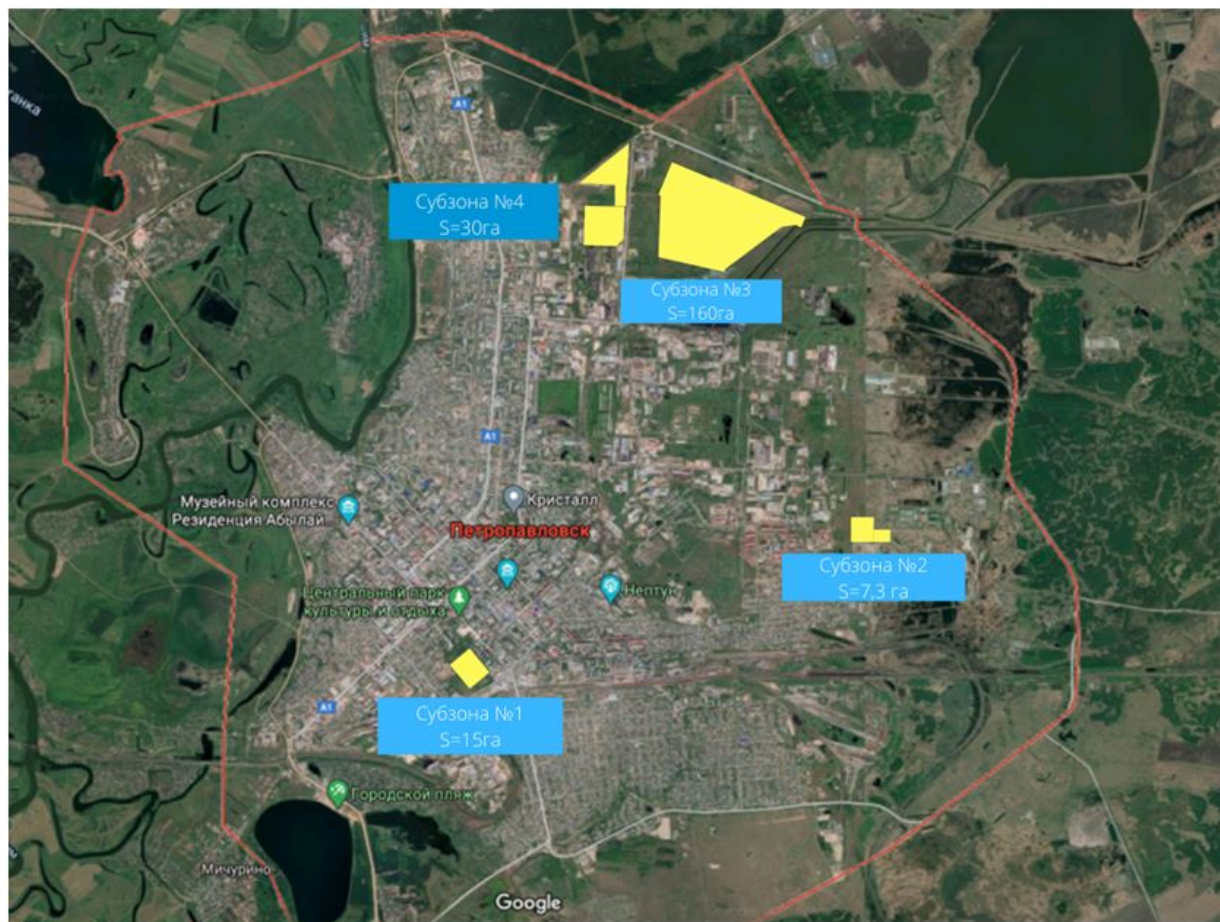 ганка
A1
Субзона №4
S=30га
Субзона №3
S=160га
A1
Музейный комплекс
Резиденция Абылай
Кристалл
Петропавловск
Субзона №2
S=7,3 га
Центральный парк
культуры и отдыха
Нептун
Субзона №1
S=15га
A1
Городской пляж
Мичурино
Google